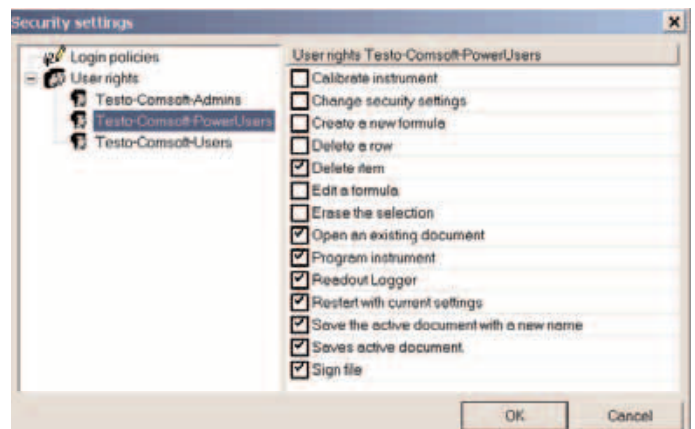 Security settings
Login policies
User rights
Testo-Comsoft-Admins
Testo-Comsoft-PowerUsers
Testo-Comsoft-Users
User rights Testo-Comsoft-PowerUsers
Calibrate instrument
Change security settings
Create a new formula
Delete a row
Delete item
Edit a formula
Erase the selection
Open an existing document
Program instrument
Readout Logger
Restart with current settings
Save the active document with a new name
Saves active document
Sign file
OK
Cancel